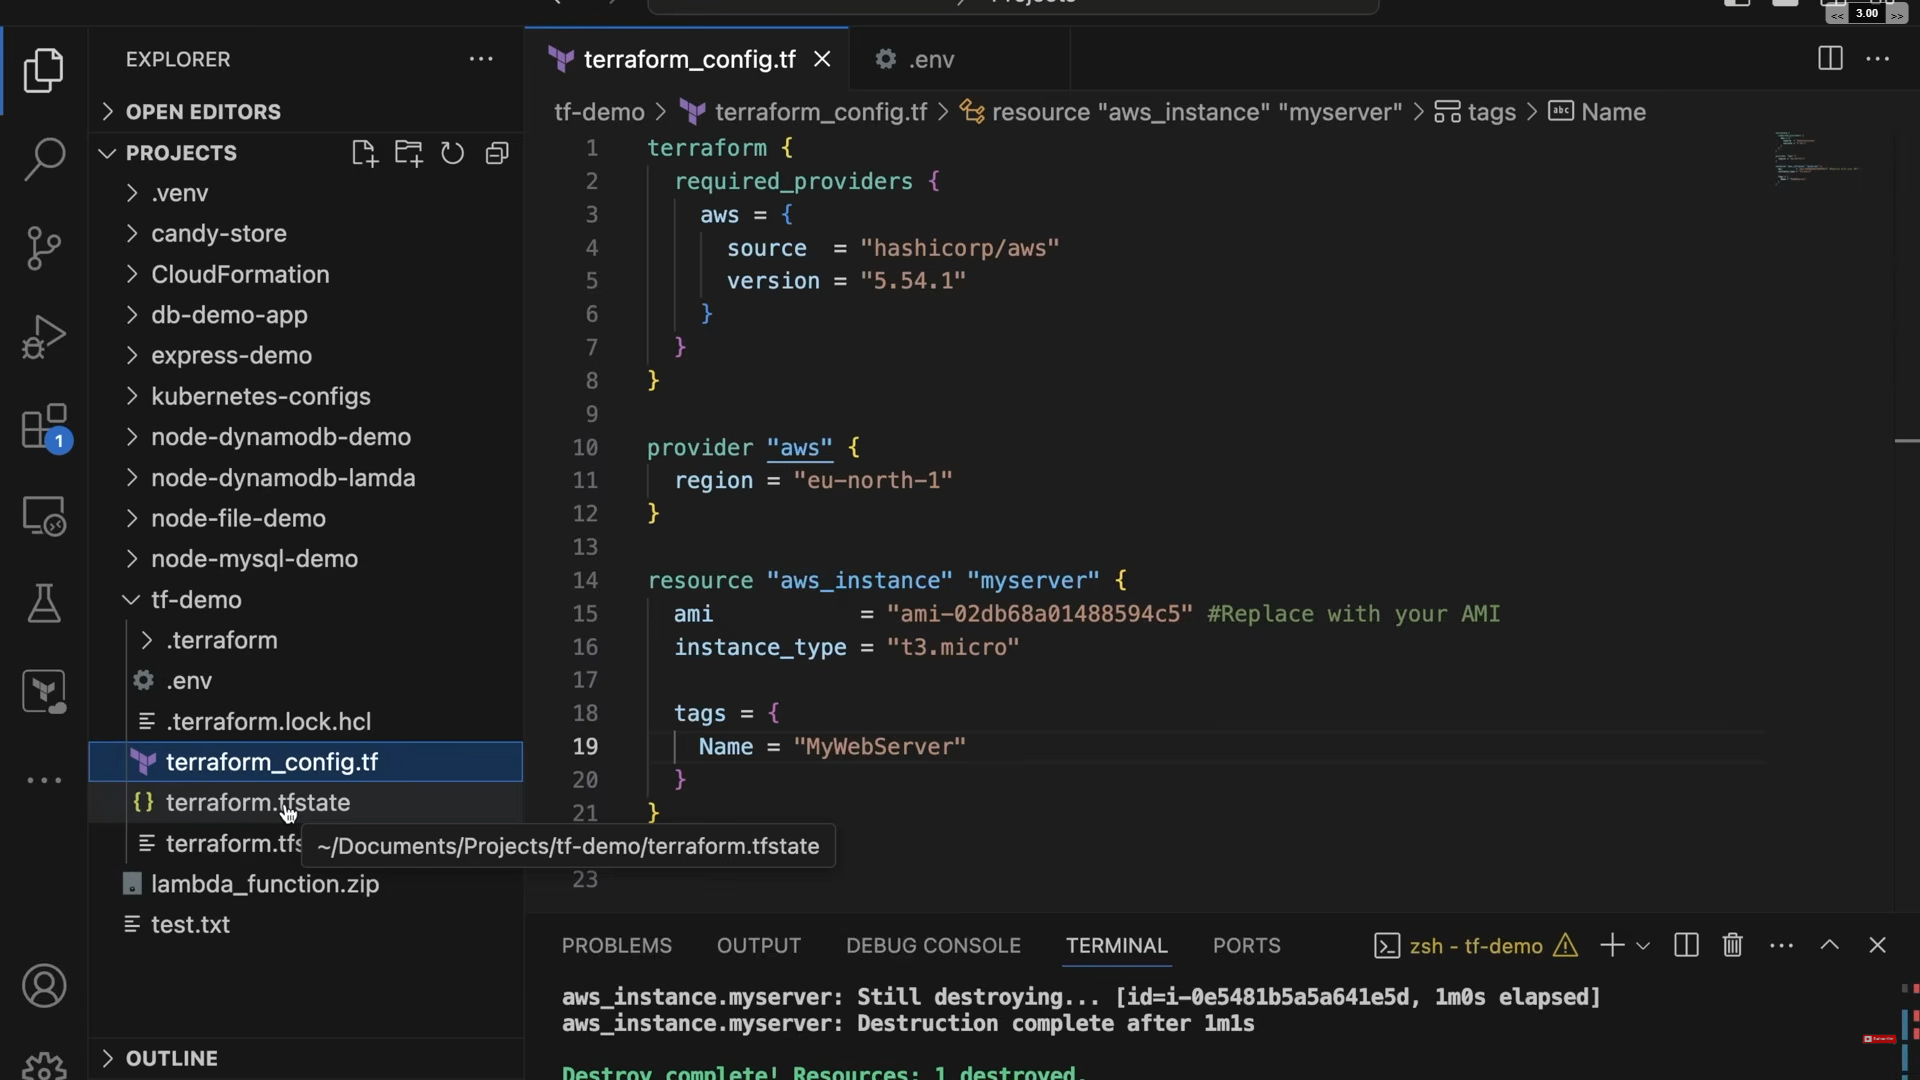 Projects
<< 3.00 >>
EXPLORER
OPEN EDITORS
PROJECTS
.venv
candy-store
CloudFormation
db-demo-app
express-demo
kubernetes-configs
node-dynamodb-demo
node-dynamodb-lamda
node-file-demo
node-mysql-demo
tf-demo
.terraform
.env
.terraform.lock.hcl
terraform_config.tf
terraform.tfstate
terraform.tfs
~/Documents/Projects/tf-demo/terraform.tfstate
lambda_function.zip
test.txt
OUTLINE
1
terraform_config.tf
.env
tf-demo > terraform_config.tf > resource "aws_instance" "myserver" > tags > abc Name
1 terraform {
2 required_providers {
3 aws = {
4 source = "hashicorp/aws"
5 version = "5.54.1"
6 }
7 }
8 }
9
10 provider "aws" {
11 region = "eu-north-1"
12 }
13
14 resource "aws_instance" "myserver" {
15 ami = "ami-02db68a01488594c5" #Replace with your AMI
16 instance_type = "t3.micro"
17
18 tags = {
19 Name = "MyWebServer"
20 }
21 }
23
PROBLEMS OUTPUT DEBUG CONSOLE TERMINAL PORTS zsh - tf-demo
aws_instance.myserver: Still destroying... [id=i-0e5481b5a5a641e5d, 1m0s elapsed]
aws_instance.myserver: Destruction complete after 1m1s
Destroy complete! Resources: 1 destroyed.